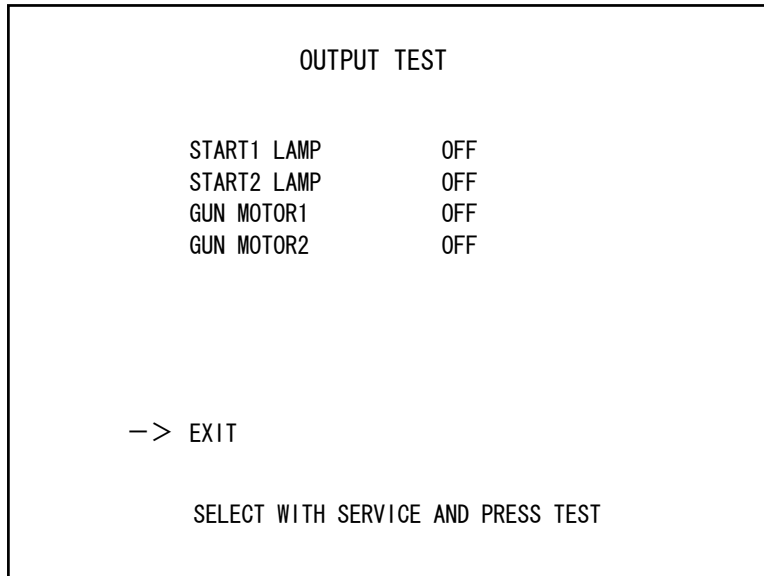 OUTPUT TEST
START1 LAMP OFF
START2 LAMP OFF
GUN MOTOR1 OFF
GUN MOTOR2 OFF
－＞ EXIT
SELECT WITH SERVICE AND PRESS TEST